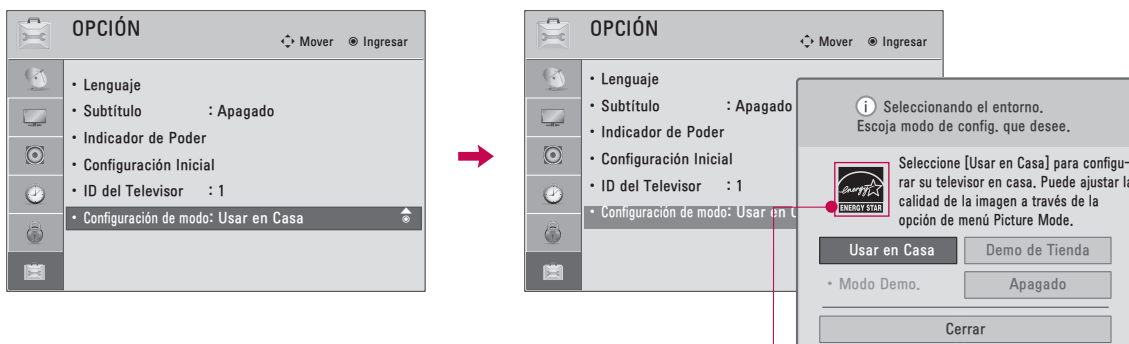 OPCIÓN
Mover Ingresar
• Lenguaje
• Subtítulo : Apagado
• Indicador de Poder
• Configuración Inicial
• ID del Televisor : 1
• Configuración de modo: Usar en Casa
OPCIÓN
Mover Ingresar
• Lenguaje
• Subtítulo : Apagado
• Indicador de Poder
• Configuración Inicial
• ID del Televisor : 1
• Configuración de modo: Usar en
i Seleccionando el entorno.
Escoja modo de config. que desee.
energy
ENERGY STAR
Seleccione [Usar en Casa] para configu-
rar su televisor en casa. Puede ajustar la
calidad de la imagen a través de la
opción de menú Picture Mode.
Usar en Casa Demo de Tienda
• Modo Demo. Apagado
Cerrar